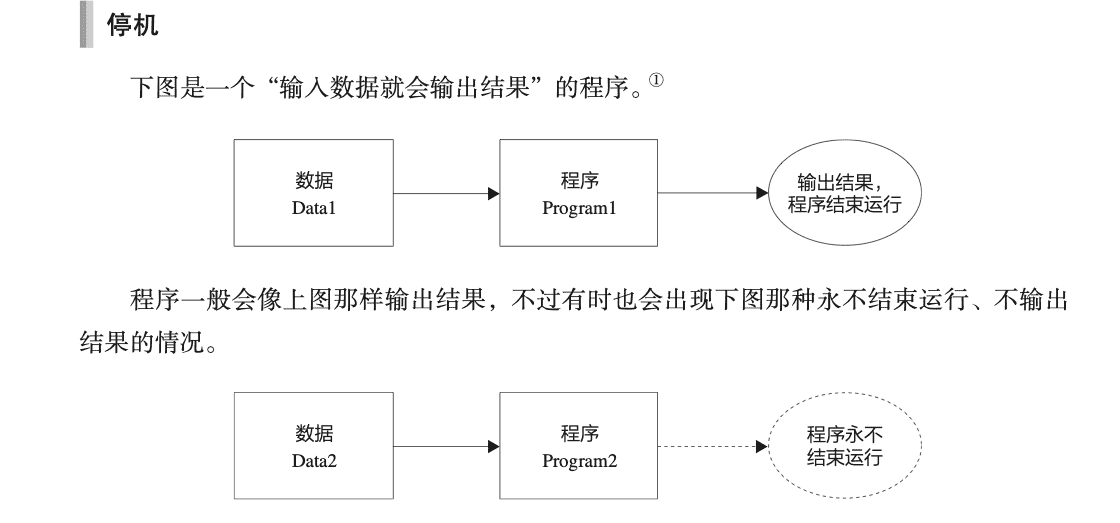 停机
下图是一个“输入数据就会输出结果”的程序。①
数据
Data1
程序
Program1
输出结果，
程序结束运行
程序一般会像上图那样输出结果，不过有时也会出现下图那种永不结束运行、不输出
结果的情况。
数据
Data2
程序
Program2
程序永不
结束运行